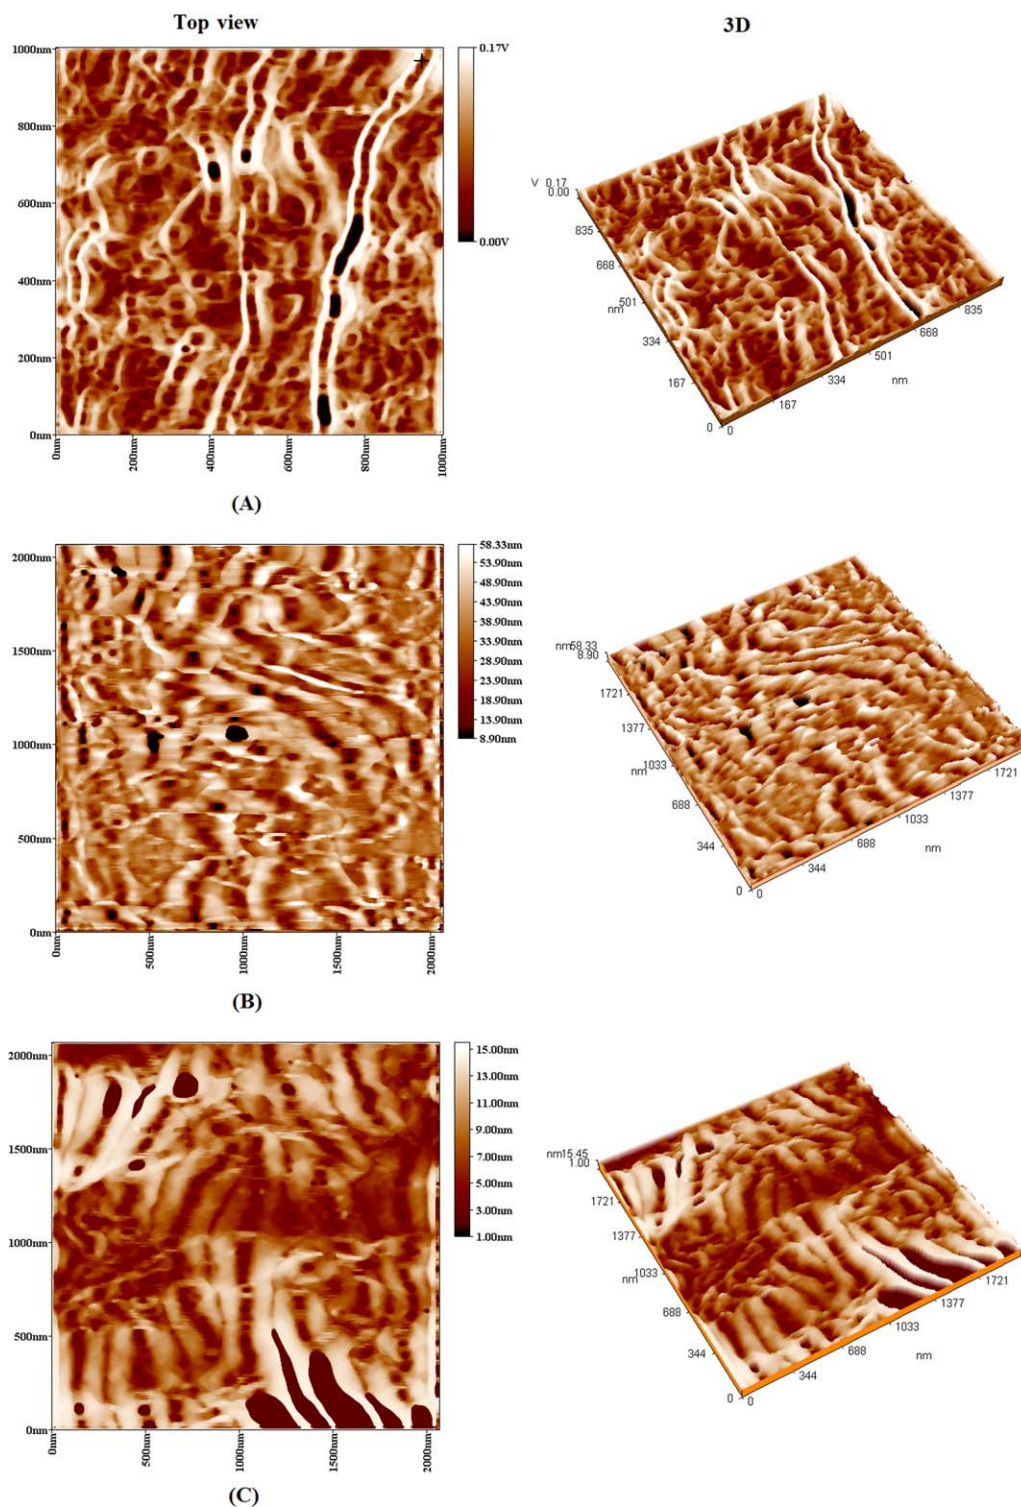 Top view
3D
1000nm
800nm
600nm
400nm
200nm
0nm
0nm
200nm
400nm
600nm
800nm
1000nm
0.17V
0.00V
V 0.17
0.00
835
668
501
nm
334
167
0
0
167
334
501
668
835
nm
(A)
2000nm
1500nm
1000nm
500nm
0nm
0nm
500nm
1000nm
1500nm
2000nm
58.33nm
53.90nm
48.90nm
43.90nm
38.90nm
33.90nm
28.90nm
23.90nm
18.90nm
13.90nm
8.90nm
nm58.33
8.90
1721
1377
1033
nm
688
344
0
0
344
688
1033
1377
1721
nm
(B)
2000nm
1500nm
1000nm
500nm
0nm
0nm
500nm
1000nm
1500nm
2000nm
15.00nm
13.00nm
11.00nm
9.00nm
7.00nm
5.00nm
3.00nm
1.00nm
nm15.45
1.00
1721
1377
1033
nm
688
344
0
0
344
688
1033
1377
1721
nm
(C)